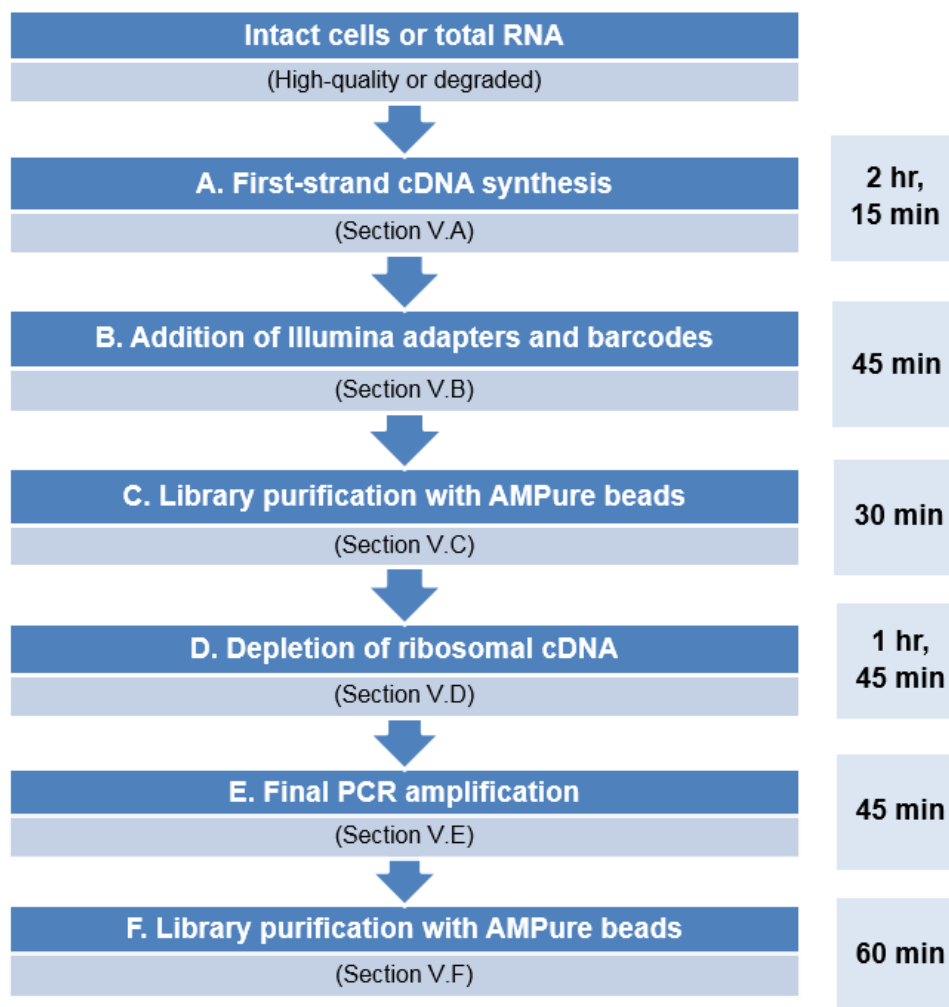 Intact cells or total RNA
(High-quality or degraded)
A. First-strand cDNA synthesis
(Section V.A)
2 hr,
15 min
B. Addition of Illumina adapters and barcodes
(Section V.B)
45 min
C. Library purification with AMPure beads
(Section V.C)
30 min
D. Depletion of ribosomal cDNA
(Section V.D)
1 hr,
45 min
E. Final PCR amplification
(Section V.E)
45 min
F. Library purification with AMPure beads
(Section V.F)
60 min